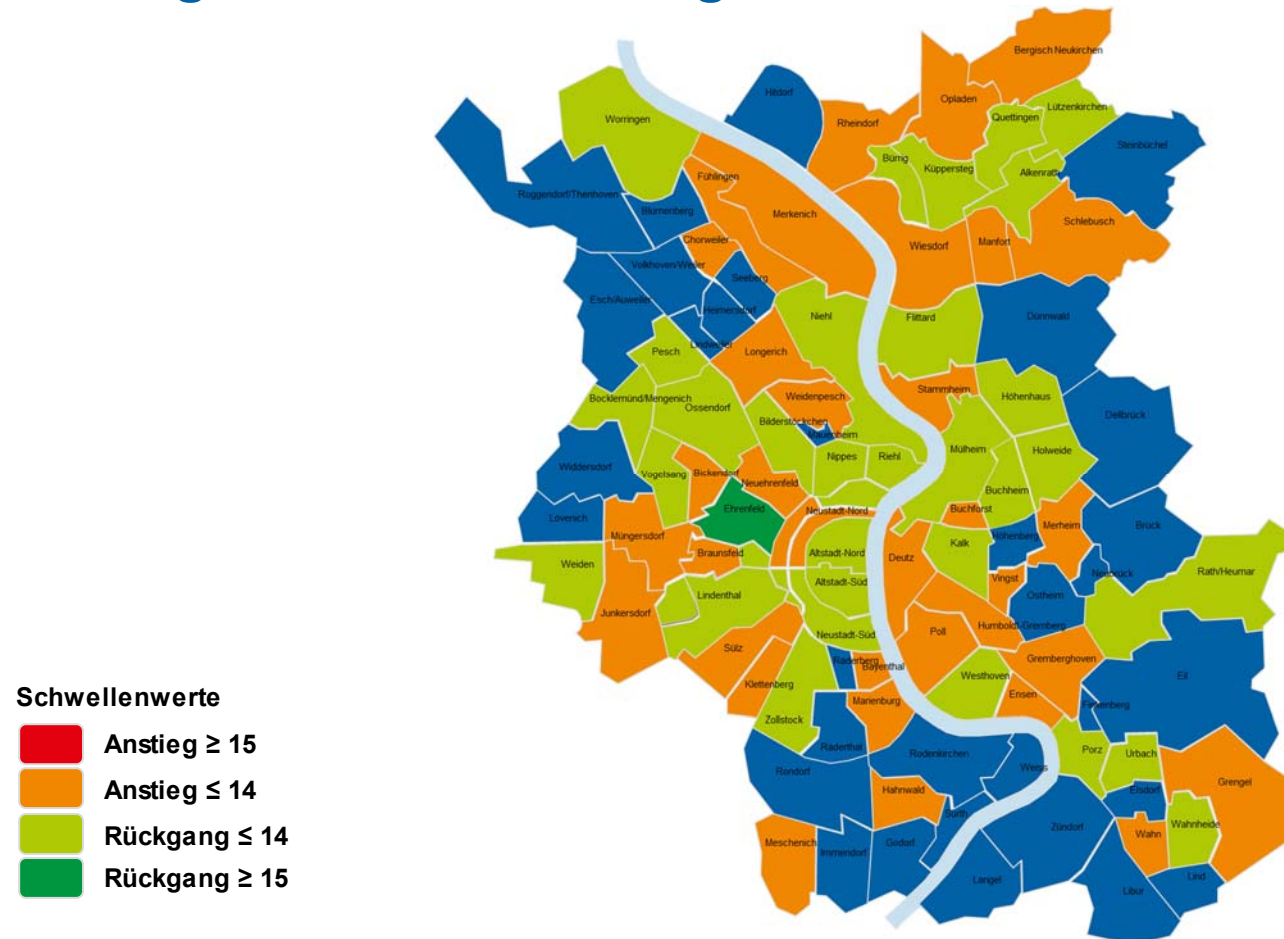 Hitdorf
Bergisch Neukirchen
Opladen
Rheindorf
Lützenkirchen
Quettingen
Worringen
Steinbüchel
Bürrig
Küppersteg
Alkenrath
Fühlingen
Roggendorf/Thenhoven
Blumenberg
Merkenich
Schlebusch
Chorweiler
Wiesdorf
Manfort
Volkhoven/Weiler
Seeberg
Esch/Auweiler
Heimersdorf
Niehl
Flittard
Dünnwald
Lindweiler
Pesch
Longerich
Stammheim
Höhenhaus
Dellbrück
Bocklemünd/Mengenich
Weidenpesch
Ossendorf
Bilderstöckchen
Mauenheim
Mülheim
Holweide
Nippes
Riehl
Widdersdorf
Vogelsang
Bickendorf
Neuehrenfeld
Buchheim
Ehrenfeld
Neustadt-Nord
Buchforst
Lövenich
Merheim
Brück
Müngersdorf
Höhenberg
Braunsfeld
Altstadt-Nord
Deutz
Kalk
Weiden
Neubrück
Rath/Heumar
Vingst
Lindenthal
Altstadt-Süd
Ostheim
Junkersdorf
Humboldt-Gremberg
Neustadt-Süd
Poll
Sülz
Raderberg
Bayenthal
Gremberghoven
Westhoven
Eil
Klettenberg
Ensen
Marienburg
Finkenberg
Zollstock
Schwellenwerte
Raderthal
Rodenkirchen
Porz
Urbach
Anstieg ≥ 15
Rondorf
Weiss
Grengel
Elsdorf
Anstieg ≤ 14
Hahnwald
Sürth
Zündorf
Wahn
Wahnheide
Rückgang ≤ 14
Meschenich
Immendorf
Godorf
Rückgang ≥ 15
Langel
Libur
Lind